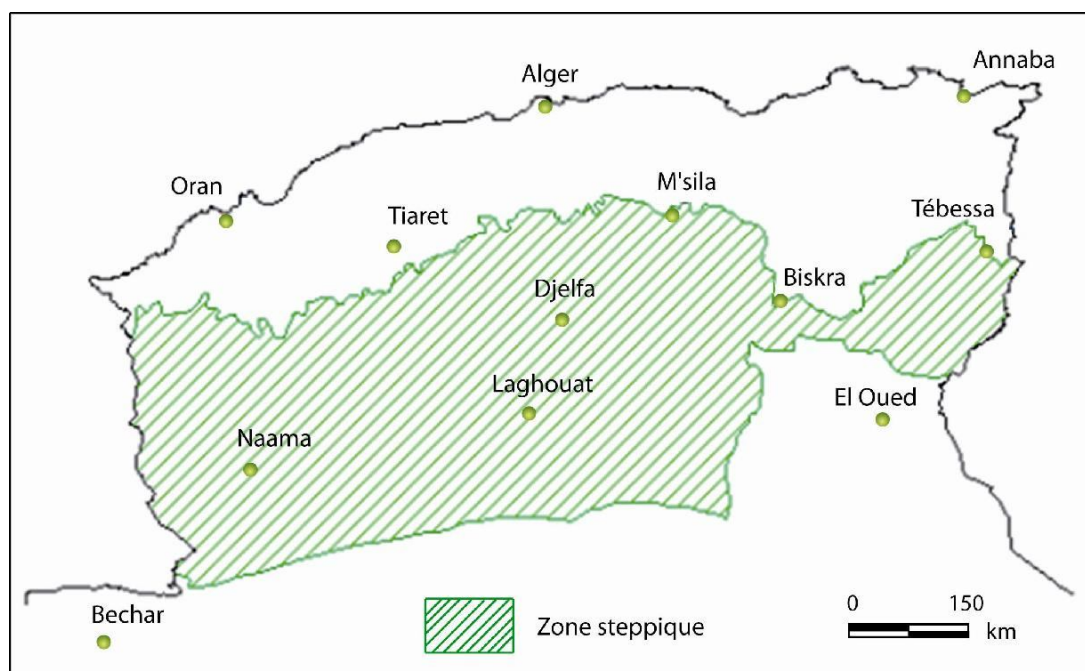 Annaba
Alger
Oran
M'sila
Tiaret
Tébessa
Biskra
Djelfa
Laghouat
El Oued
Naama
Bechar
Zone steppique
0 150
km